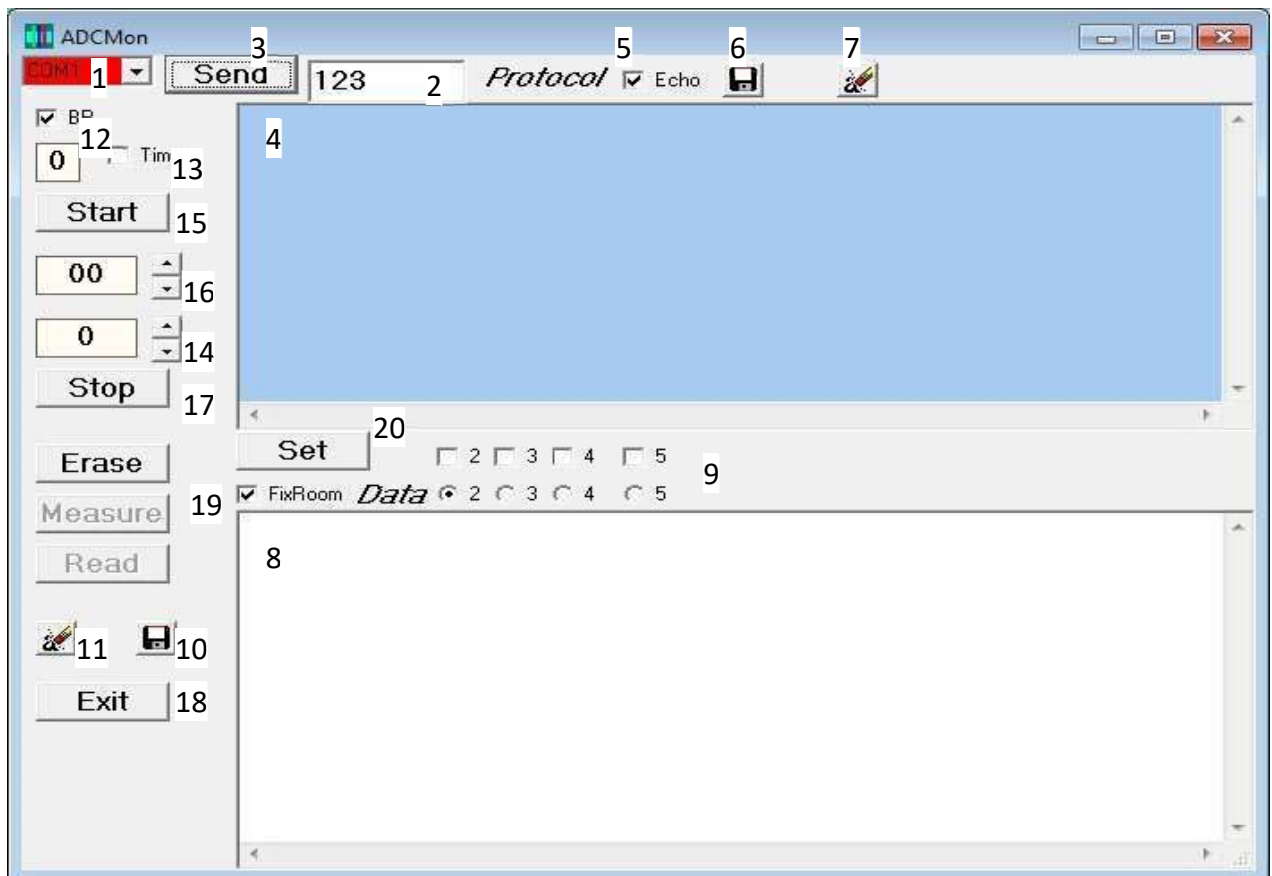 ADCMon
COM1 1 Send 3 123 2 Protocol 5 Echo 6 7
12
0 13
4
Start 15
00 16
0 14
Stop 17
Set 20 2 3 4 5 9
Erase
FixRoom Data 2 3 4 5
Measure 19
Read 8
11 10
Exit 18